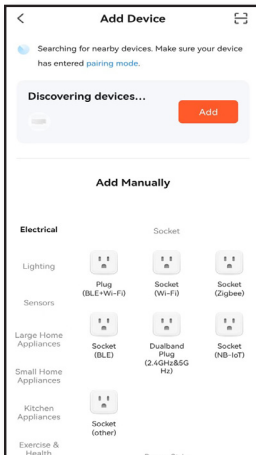 Add Device
Searching for nearby devices. Make sure your device
has entered pairing mode.
Discovering devices...
Add
Add Manually
Electrical
Lighting
Sensors
Large Home
Appliances
Small Home
Appliances
Kitchen
Appliances
Exercise &
Health
Socket
Plug
(BLE+Wi-Fi)
Socket
(Wi-Fi)
Socket
(Zigbee)
Socket
(BLE)
Dualband
Plug
(2.4GHz&5G
Hz)
Socket
(NB-IoT)
Socket
(other)